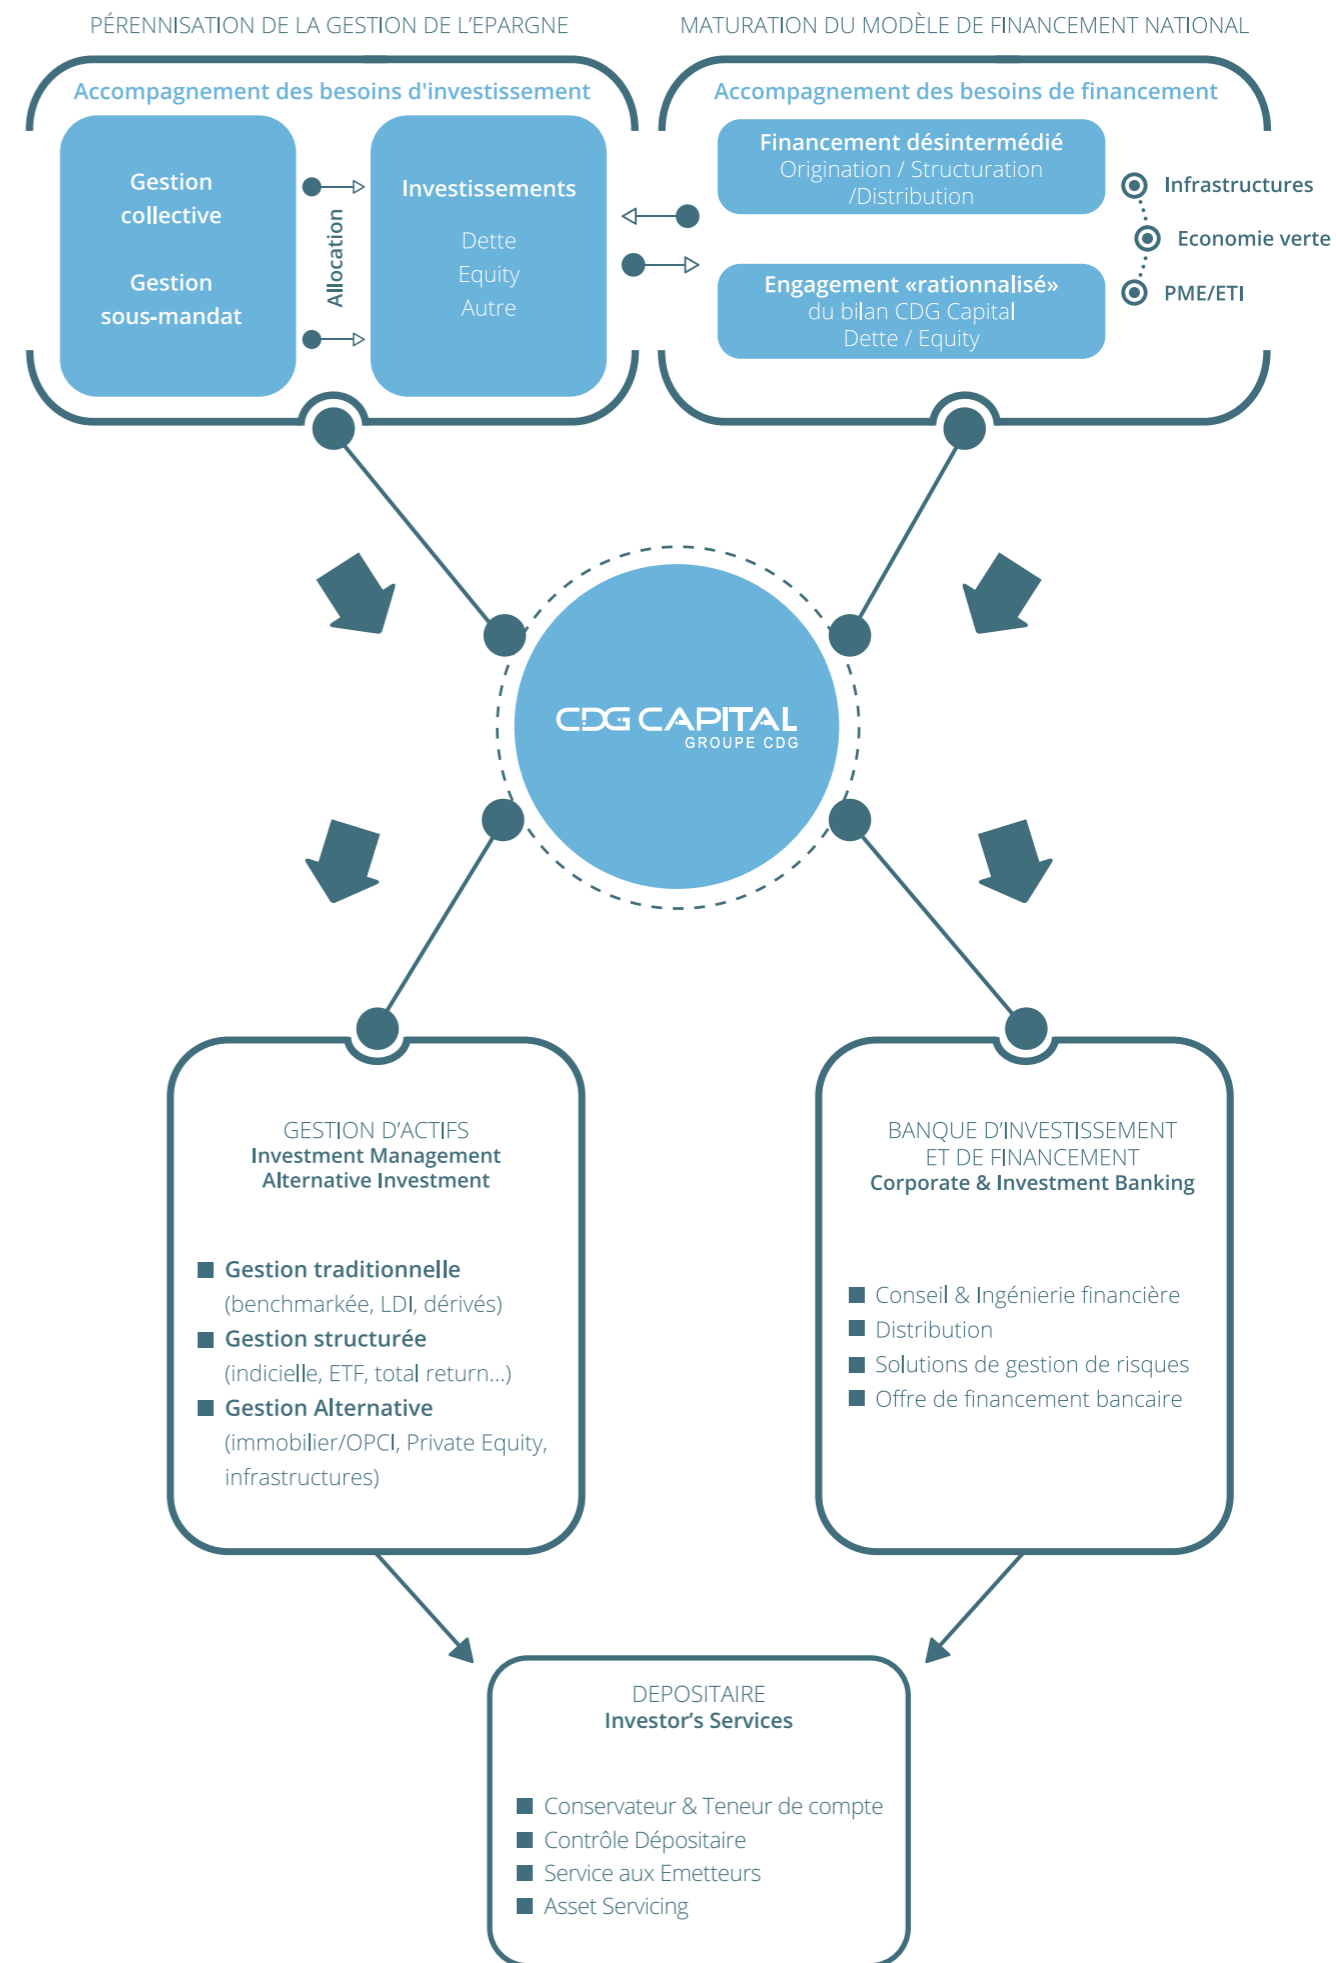 PÉRENNISATION DE LA GESTION DE L’EPARGNE
Accompagnement des besoins d'investissement
Gestion
collective
Gestion
sous-mandat
Allocation
Investissements
Dette
Equity
Autre
MATURATION DU MODÈLE DE FINANCEMENT NATIONAL
Accompagnement des besoins de financement
Financement désintermédié
Origination / Structuration
/Distribution
Engagement «rationnalisé»
du bilan CDG Capital
Dette / Equity
Infrastructures
Economie verte
PME/ETI
CDG CAPITAL
GROUPE CDG
GESTION D’ACTIFS
Investment Management
Alternative Investment
Gestion traditionnelle
(benchmarkée, LDI, dérivés)
Gestion structurée
(indicielle, ETF, total return...)
Gestion Alternative
(immobilier/OPCI, Private Equity,
infrastructures)
BANQUE D’INVESTISSEMENT
ET DE FINANCEMENT
Corporate & Investment Banking
Conseil & Ingénierie financière
Distribution
Solutions de gestion de risques
Offre de financement bancaire
DEPOSITAIRE
Investor’s Services
Conservateur & Teneur de compte
Contrôle Dépositaire
Service aux Emetteurs
Asset Servicing